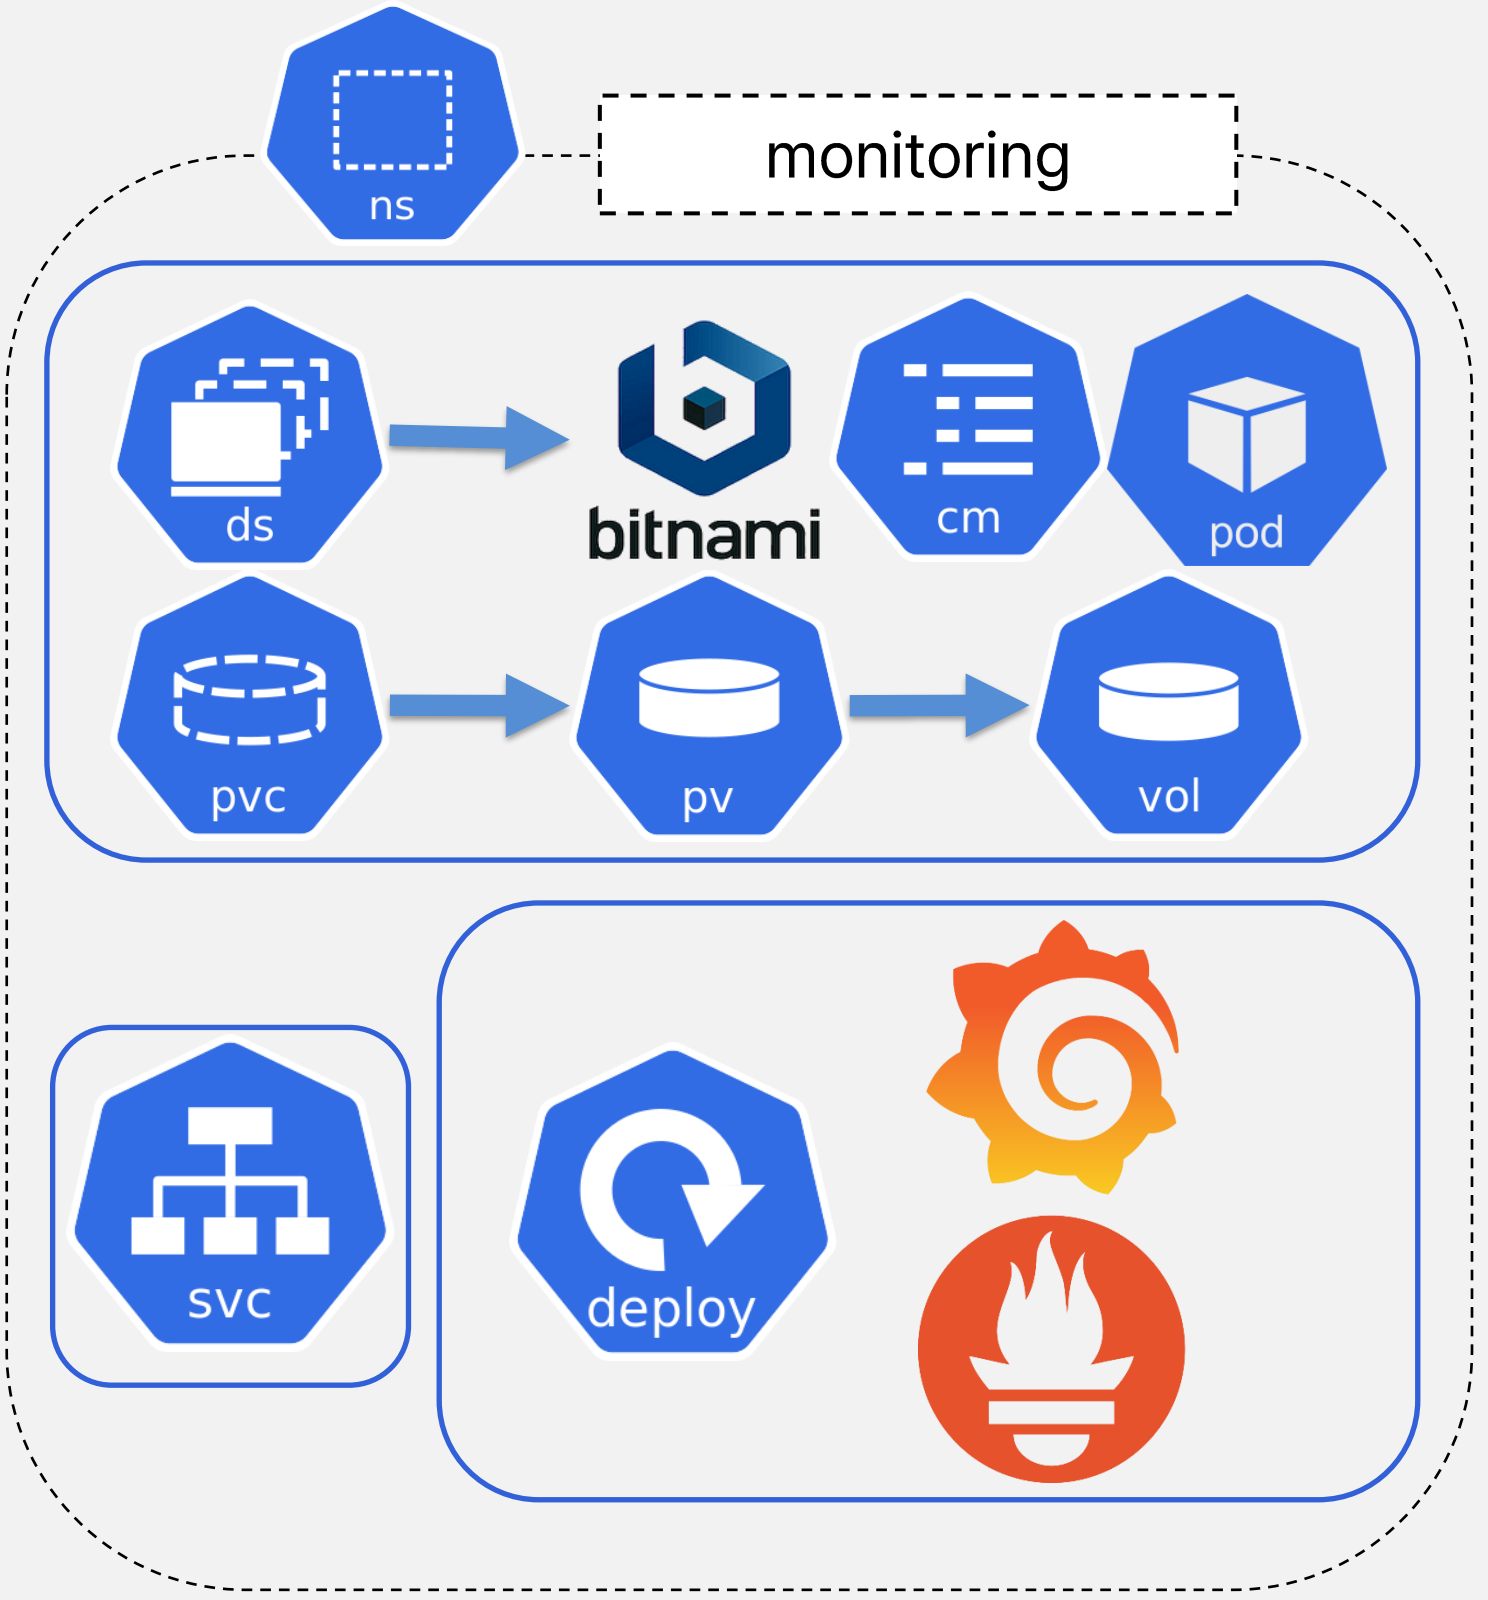 ns
monitoring
ds
bitnami
cm
pod
pvc
pv
vol
svc
deploy